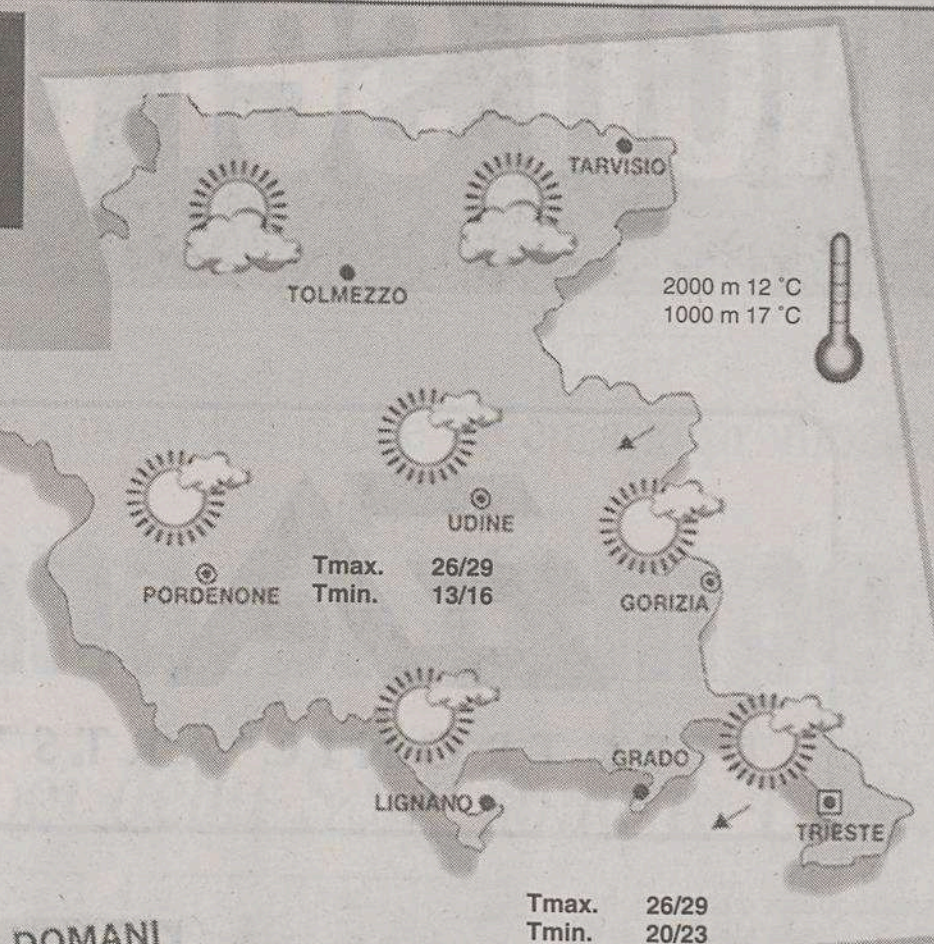 TARVISIO
TOLMEZZO
2000 m 12 °C
1000 m 17 °C
UDINE
PORDENONE
Tmax. 26/29
Tmin. 13/16
GORIZIA
GRADO
LIGNANO
TRIESTE
Tmax. 26/29
Tmin. 20/23
DOMANI